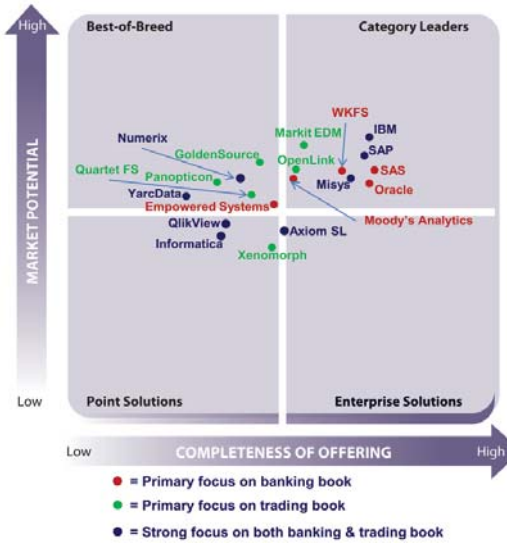 High
Best-of-Breed
Category Leaders
WKFS
Numerix
Markit EDM
IBM
SAP
GoldenSource
OpenLink
Quartet FS
Panopticon
SAS
Misys
Oracle
YarcData
Empowered Systems
Moody's Analytics
QlikView
Axiom SL
Informatica
Xenomorph
MARKET POTENTIAL
Low
Point Solutions
Enterprise Solutions
Low
COMPLETENESS OF OFFERING
High
= Primary focus on banking book
= Primary focus on trading book
= Strong focus on both banking & trading book